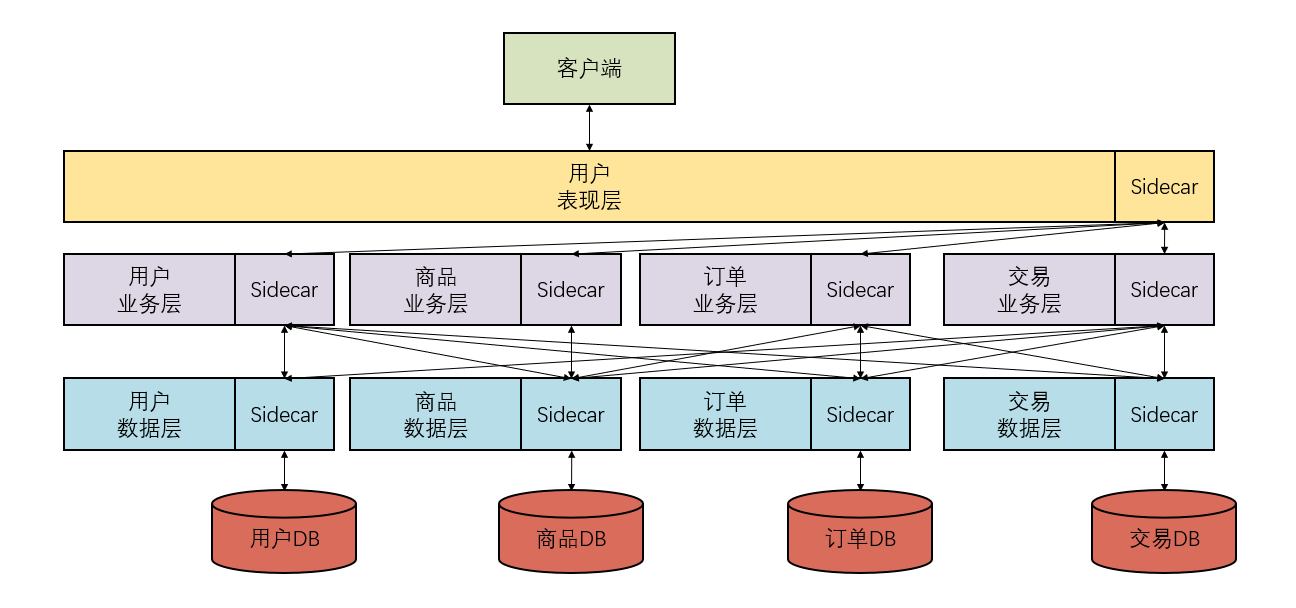 客户端
用户
表现层
Sidecar
用户
业务层
Sidecar
商品
业务层
Sidecar
订单
业务层
Sidecar
交易
业务层
Sidecar
用户
数据层
Sidecar
商品
数据层
Sidecar
订单
数据层
Sidecar
交易
数据层
Sidecar
用户DB
商品DB
订单DB
交易DB